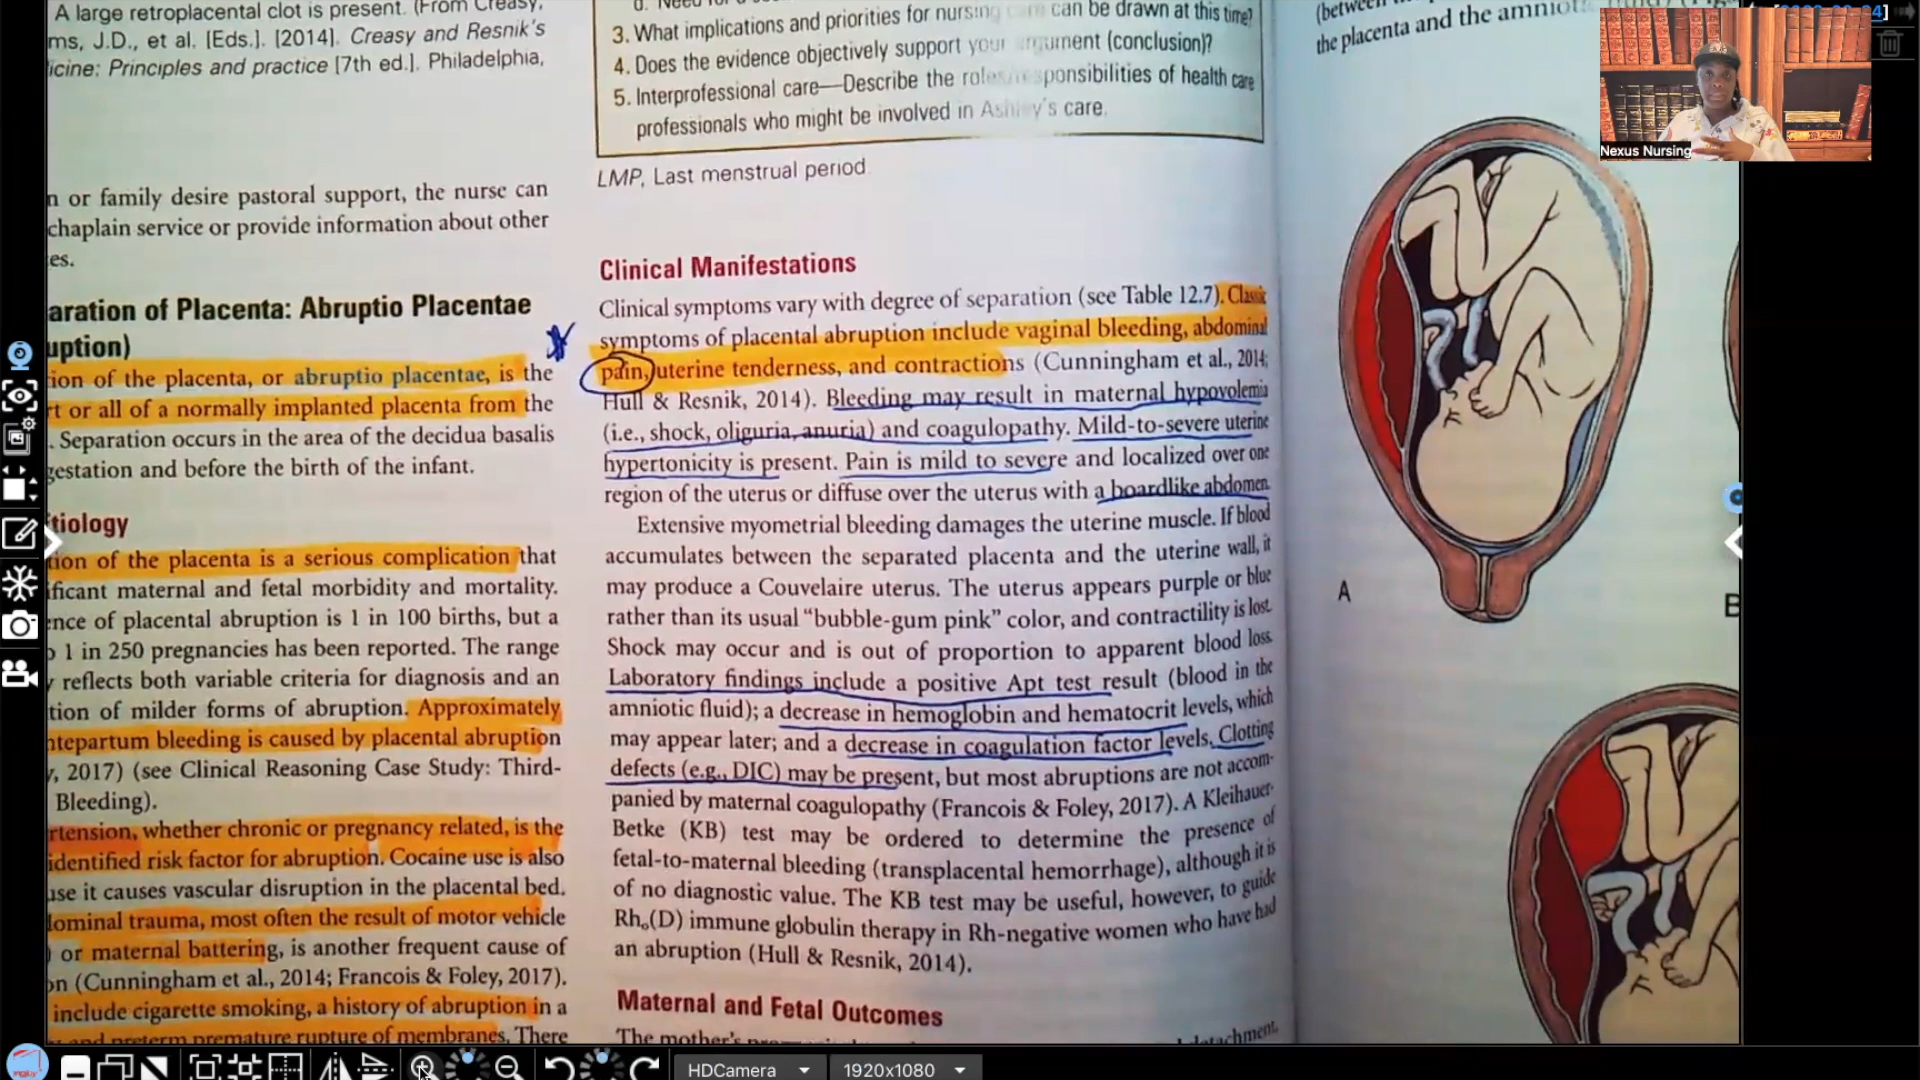 A large retroplacental clot is present. (From Creasy,
ms, J.D., et al. [Eds.]. [2014]. Creasy and Resnik's
icine: Principles and practice [7th ed.]. Philadelphia,
n or family desire pastoral support, the nurse can
chaplain service or provide information about other
es.
aration of Placenta: Abruptio Placentae
uption)
ion of the placenta, or abruptio placentae, is the
rt or all of a normally implanted placenta from the
. Separation occurs in the area of the decidua basalis
gestation and before the birth of the infant.
tiology
tion of the placenta is a serious complication that
ificant maternal and fetal morbidity and mortality.
ence of placental abruption is 1 in 100 births, but a
o 1 in 250 pregnancies has been reported. The range
y reflects both variable criteria for diagnosis and an
tion of milder forms of abruption. Approximately
ntepartum bleeding is caused by placental abruption
y, 2017) (see Clinical Reasoning Case Study: Third-
Bleeding).
rtension, whether chronic or pregnancy related, is the
identified risk factor for abruption. Cocaine use is also
use it causes vascular disruption in the placental bed.
dominal trauma, most often the result of motor vehicle
) or maternal battering, is another frequent cause of
on (Cunningham et al., 2014; Francois & Foley, 2017).
include cigarette smoking, a history of abruption in a
and preterm premature rupture of membranes. There
3. What implications and priorities for nursing care can be drawn at this time?
4. Does the evidence objectively support your argument (conclusion)?
5. Interprofessional care—Describe the roles/responsibilities of health care
professionals who might be involved in Ashley's care.
LMP, Last menstrual period.
Clinical Manifestations
Clinical symptoms vary with degree of separation (see Table 12.7). Classic
symptoms of placental abruption include vaginal bleeding, abdominal
pain, uterine tenderness, and contractions (Cunningham et al., 2014;
Hull & Resnik, 2014). Bleeding may result in maternal hypovolemia
(i.e., shock, oliguria, anuria) and coagulopathy. Mild-to-severe uterine
hypertonicity is present. Pain is mild to severe and localized over one
region of the uterus or diffuse over the uterus with a boardlike abdomen.
Extensive myometrial bleeding damages the uterine muscle. If blood
accumulates between the separated placenta and the uterine wall, it
may produce a Couvelaire uterus. The uterus appears purple or blue
rather than its usual “bubble-gum pink” color, and contractility is lost.
Shock may occur and is out of proportion to apparent blood loss.
Laboratory findings include a positive Apt test result (blood in the
amniotic fluid); a decrease in hemoglobin and hematocrit levels, which
may appear later; and a decrease in coagulation factor levels. Clotting
defects (e.g., DIC) may be present, but most abruptions are not accom-
panied by maternal coagulopathy (Francois & Foley, 2017). A Kleihauer-
Betke (KB) test may be ordered to determine the presence of
fetal-to-maternal bleeding (transplacental hemorrhage), although it is
of no diagnostic value. The KB test may be useful, however, to guide
Rho(D) immune globulin therapy in Rh-negative women who have had
an abruption (Hull & Resnik, 2014).
Maternal and Fetal Outcomes
The mother's
detachment,
(between
the placenta and the
A
B
Nexus Nursing
HDCamera
1920x1080